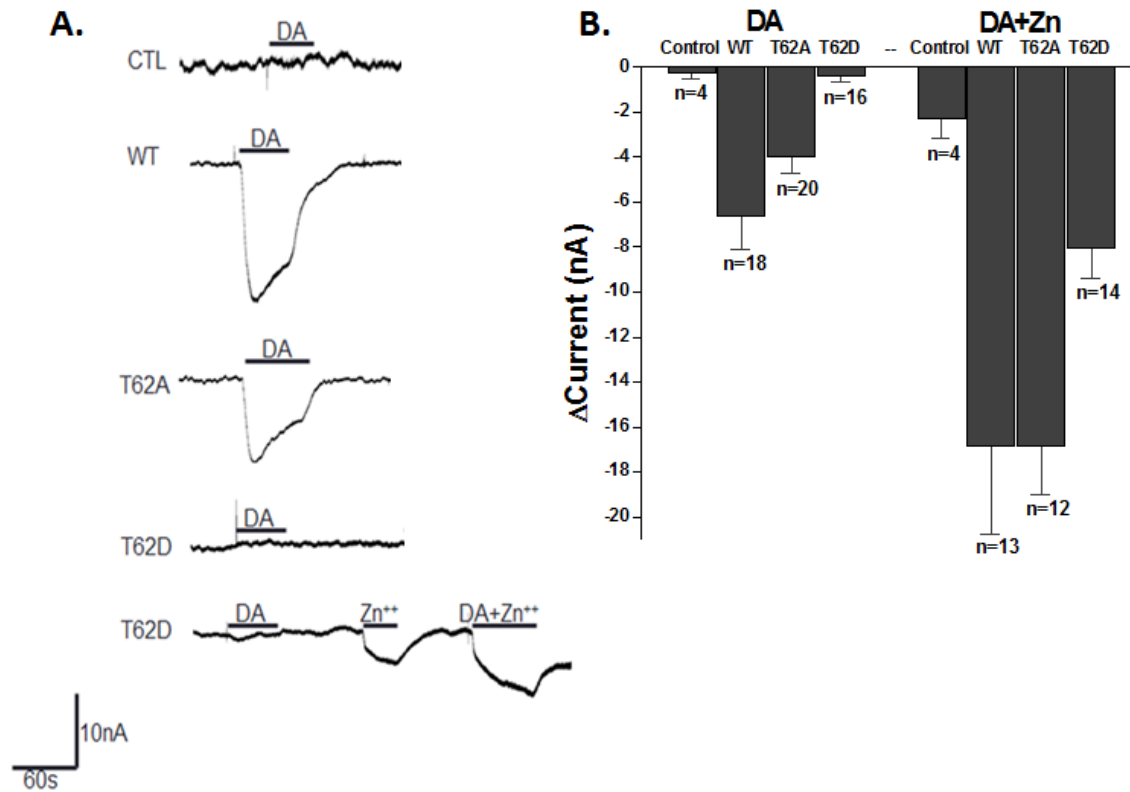 A.
DA
CTL
DA
WT
DA
T62A
DA
T62D
DA Zn++ DA+Zn++
T62D
10nA
60s
B.
DA DA+Zn
Control WT T62A T62D -- Control WT T62A T62D
0
-2
-4
-6
-8
-10
-12
-14
-16
-18
-20
ΔCurrent (nA)
n=4
n=18
n=20
n=16
n=4
n=13
n=12
n=14